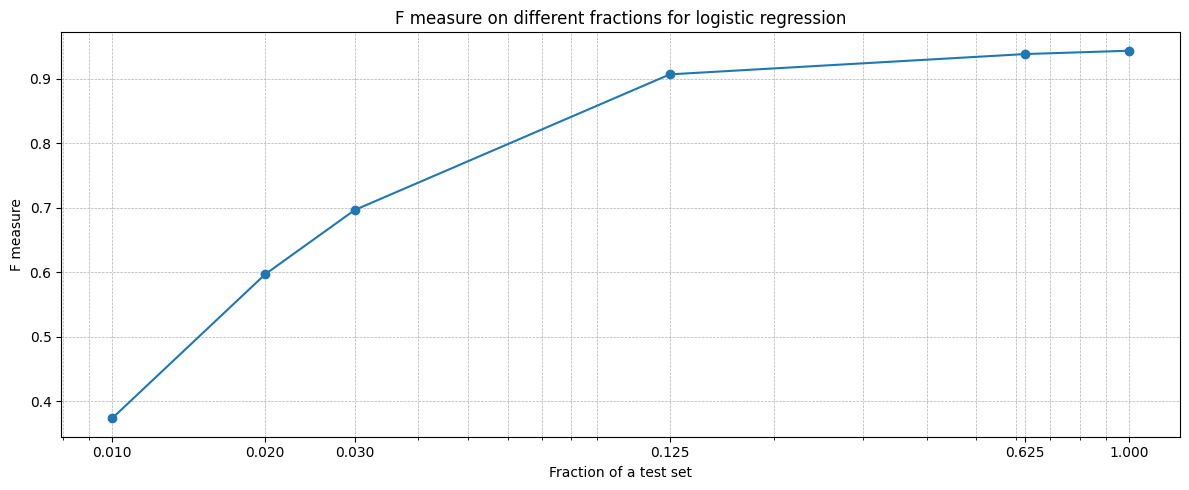 F measure on different fractions for logistic regression
F measure
0.9
0.8
0.7
0.6
0.5
0.4
0.010 0.020 0.030 0.125 0.625 1.000
Fraction of a test set